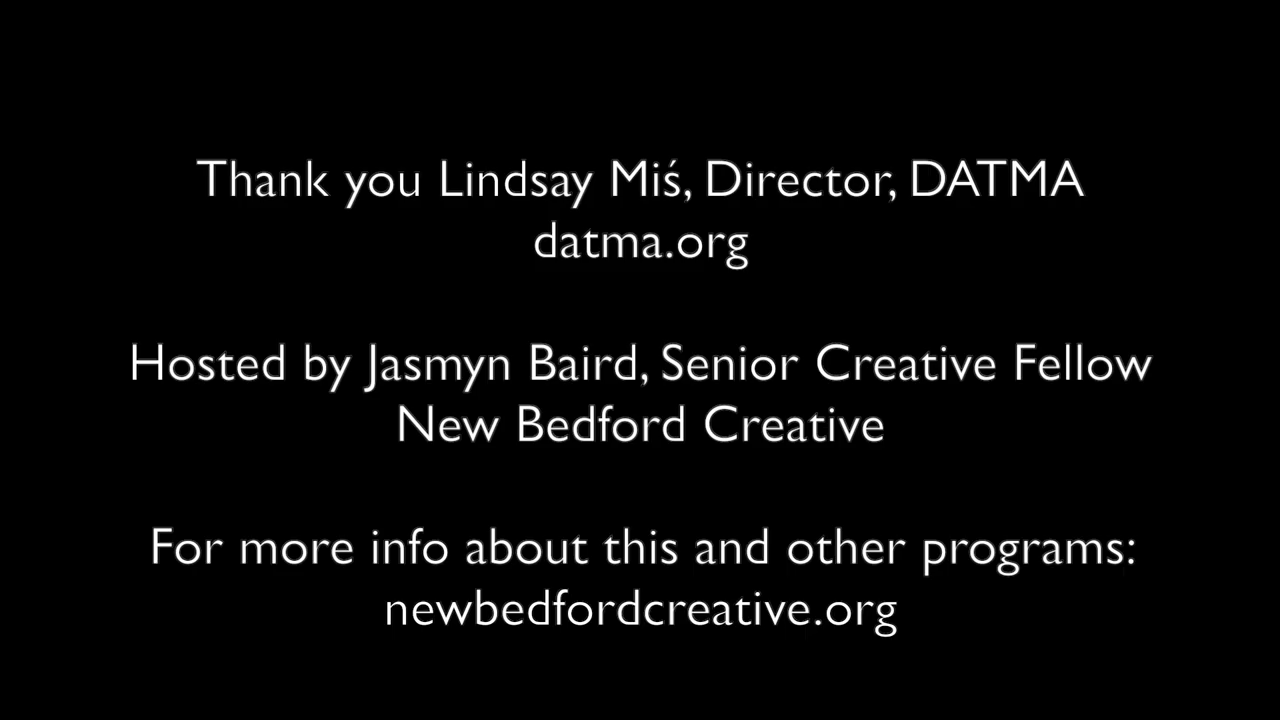 Thank you Lindsay Miś, Director, DATMA
datma.org
Hosted by Jasmyn Baird, Senior Creative Fellow
New Bedford Creative
For more info about this and other programs:
newbedfordcreative.org